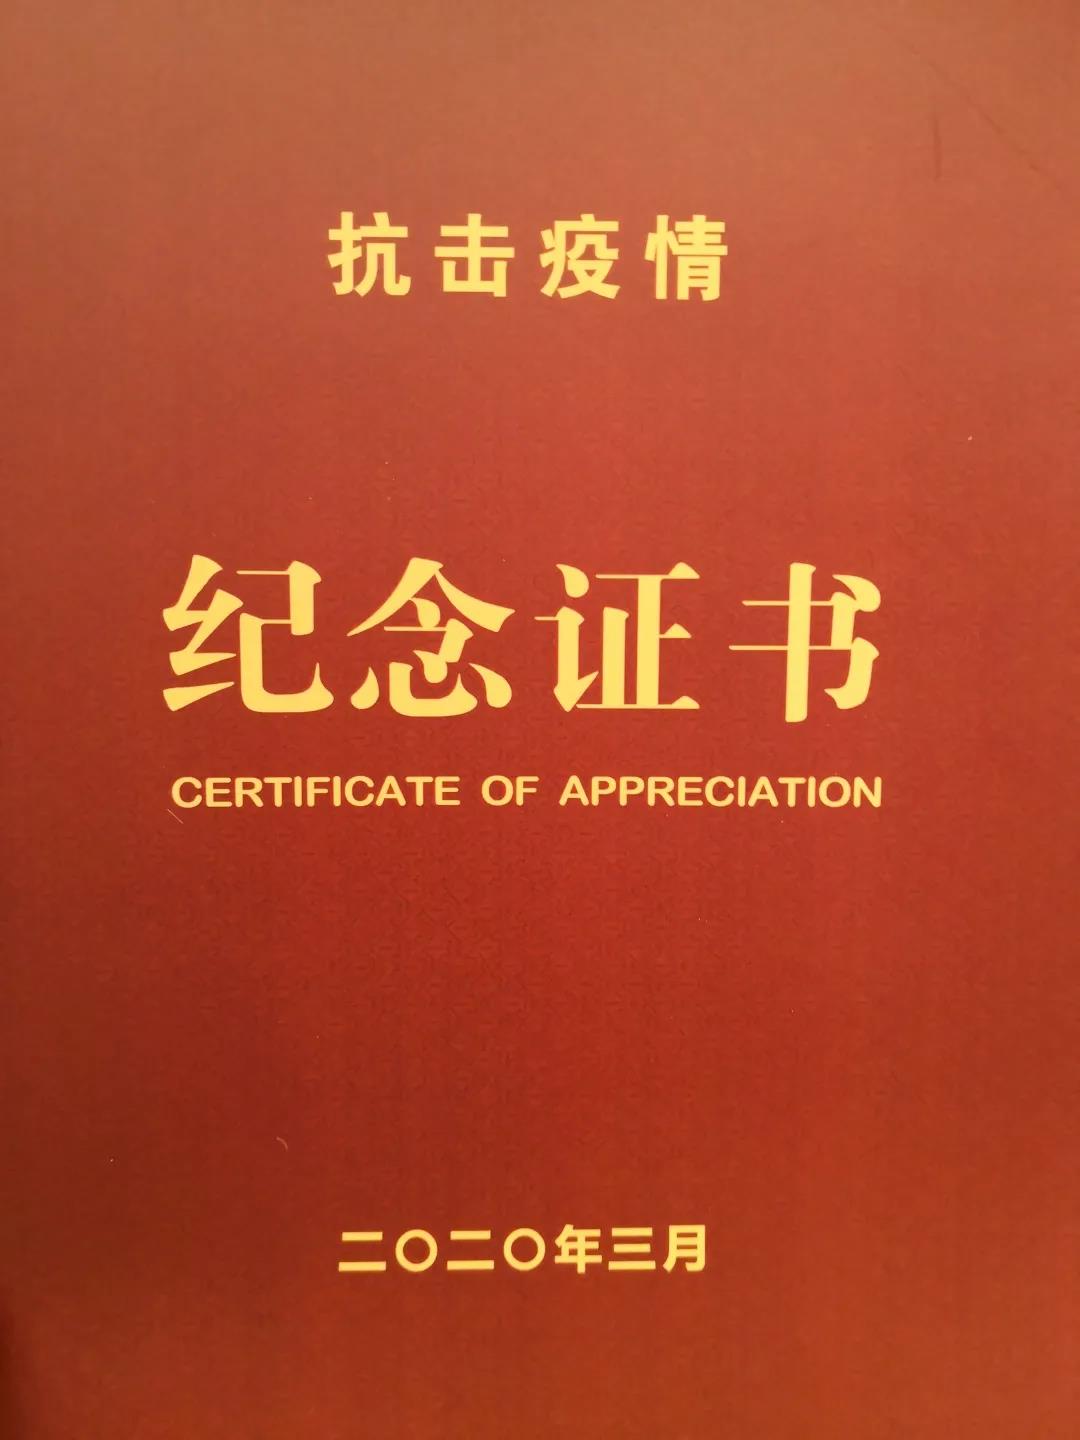 抗击疫情
纪念证书
CERTIFICATE OF APPRECIATION
二〇二〇年三月